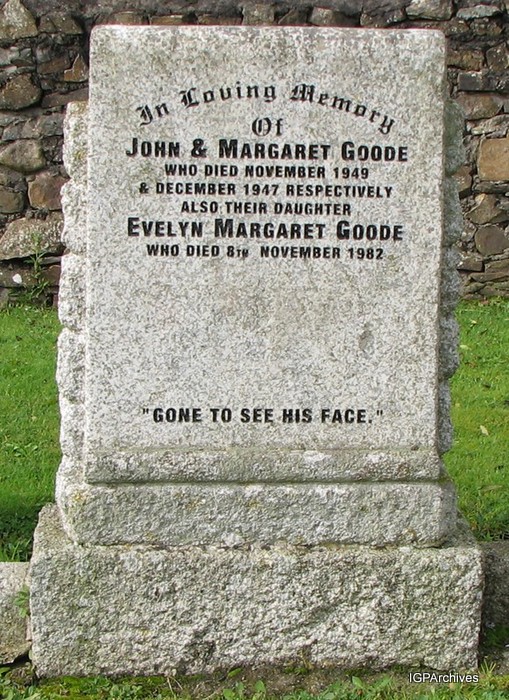 In Loving Memory
Of
JOHN & MARGARET GOODE
WHO DIED NOVEMBER 1949
& DECEMBER 1947 RESPECTIVELY
ALSO THEIR DAUGHTER
EVELYN MARGARET GOODE
WHO DIED 8TH NOVEMBER 1982
"GONE TO SEE HIS FACE."
IGPArchives